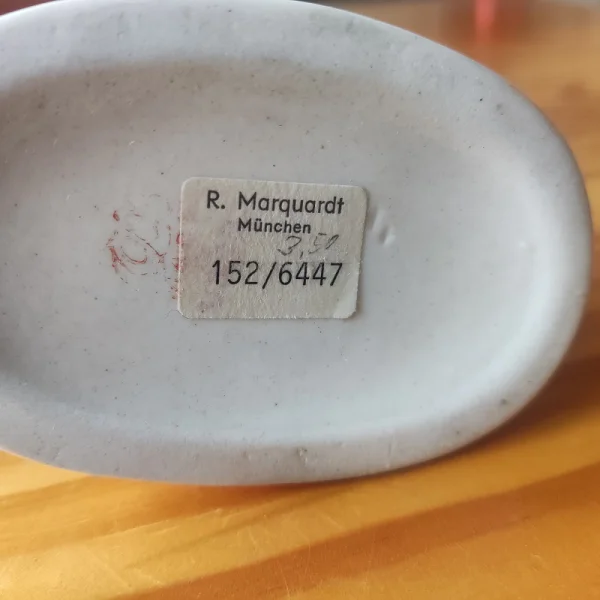 R. Marquardt
München
3,50
152/6447